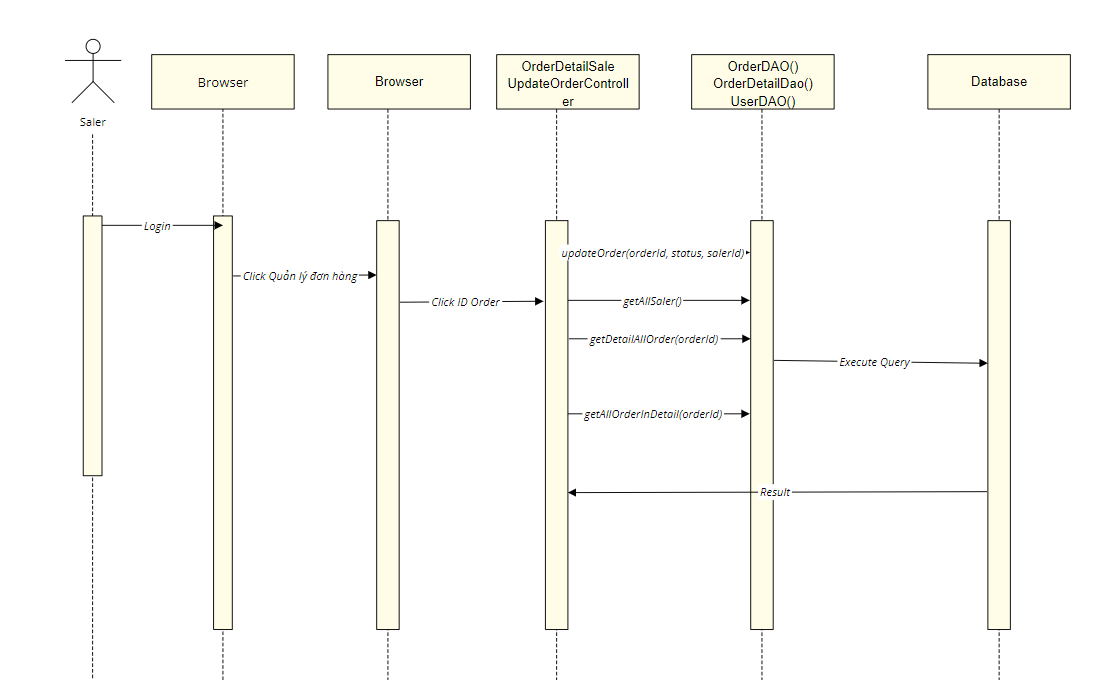 Saler
Browser
Browser
OrderDetailSale
UpdateOrderControll
er
OrderDAO()
OrderDetailDao()
UserDAO()
Database
Login
updateOrder(orderId, status, salerId)
Click Quản lý đơn hàng
Click ID Order
getAllSaler()
getDetailAllOrder(orderId)
Execute Query
getAllOrderInDetail(orderId)
Result